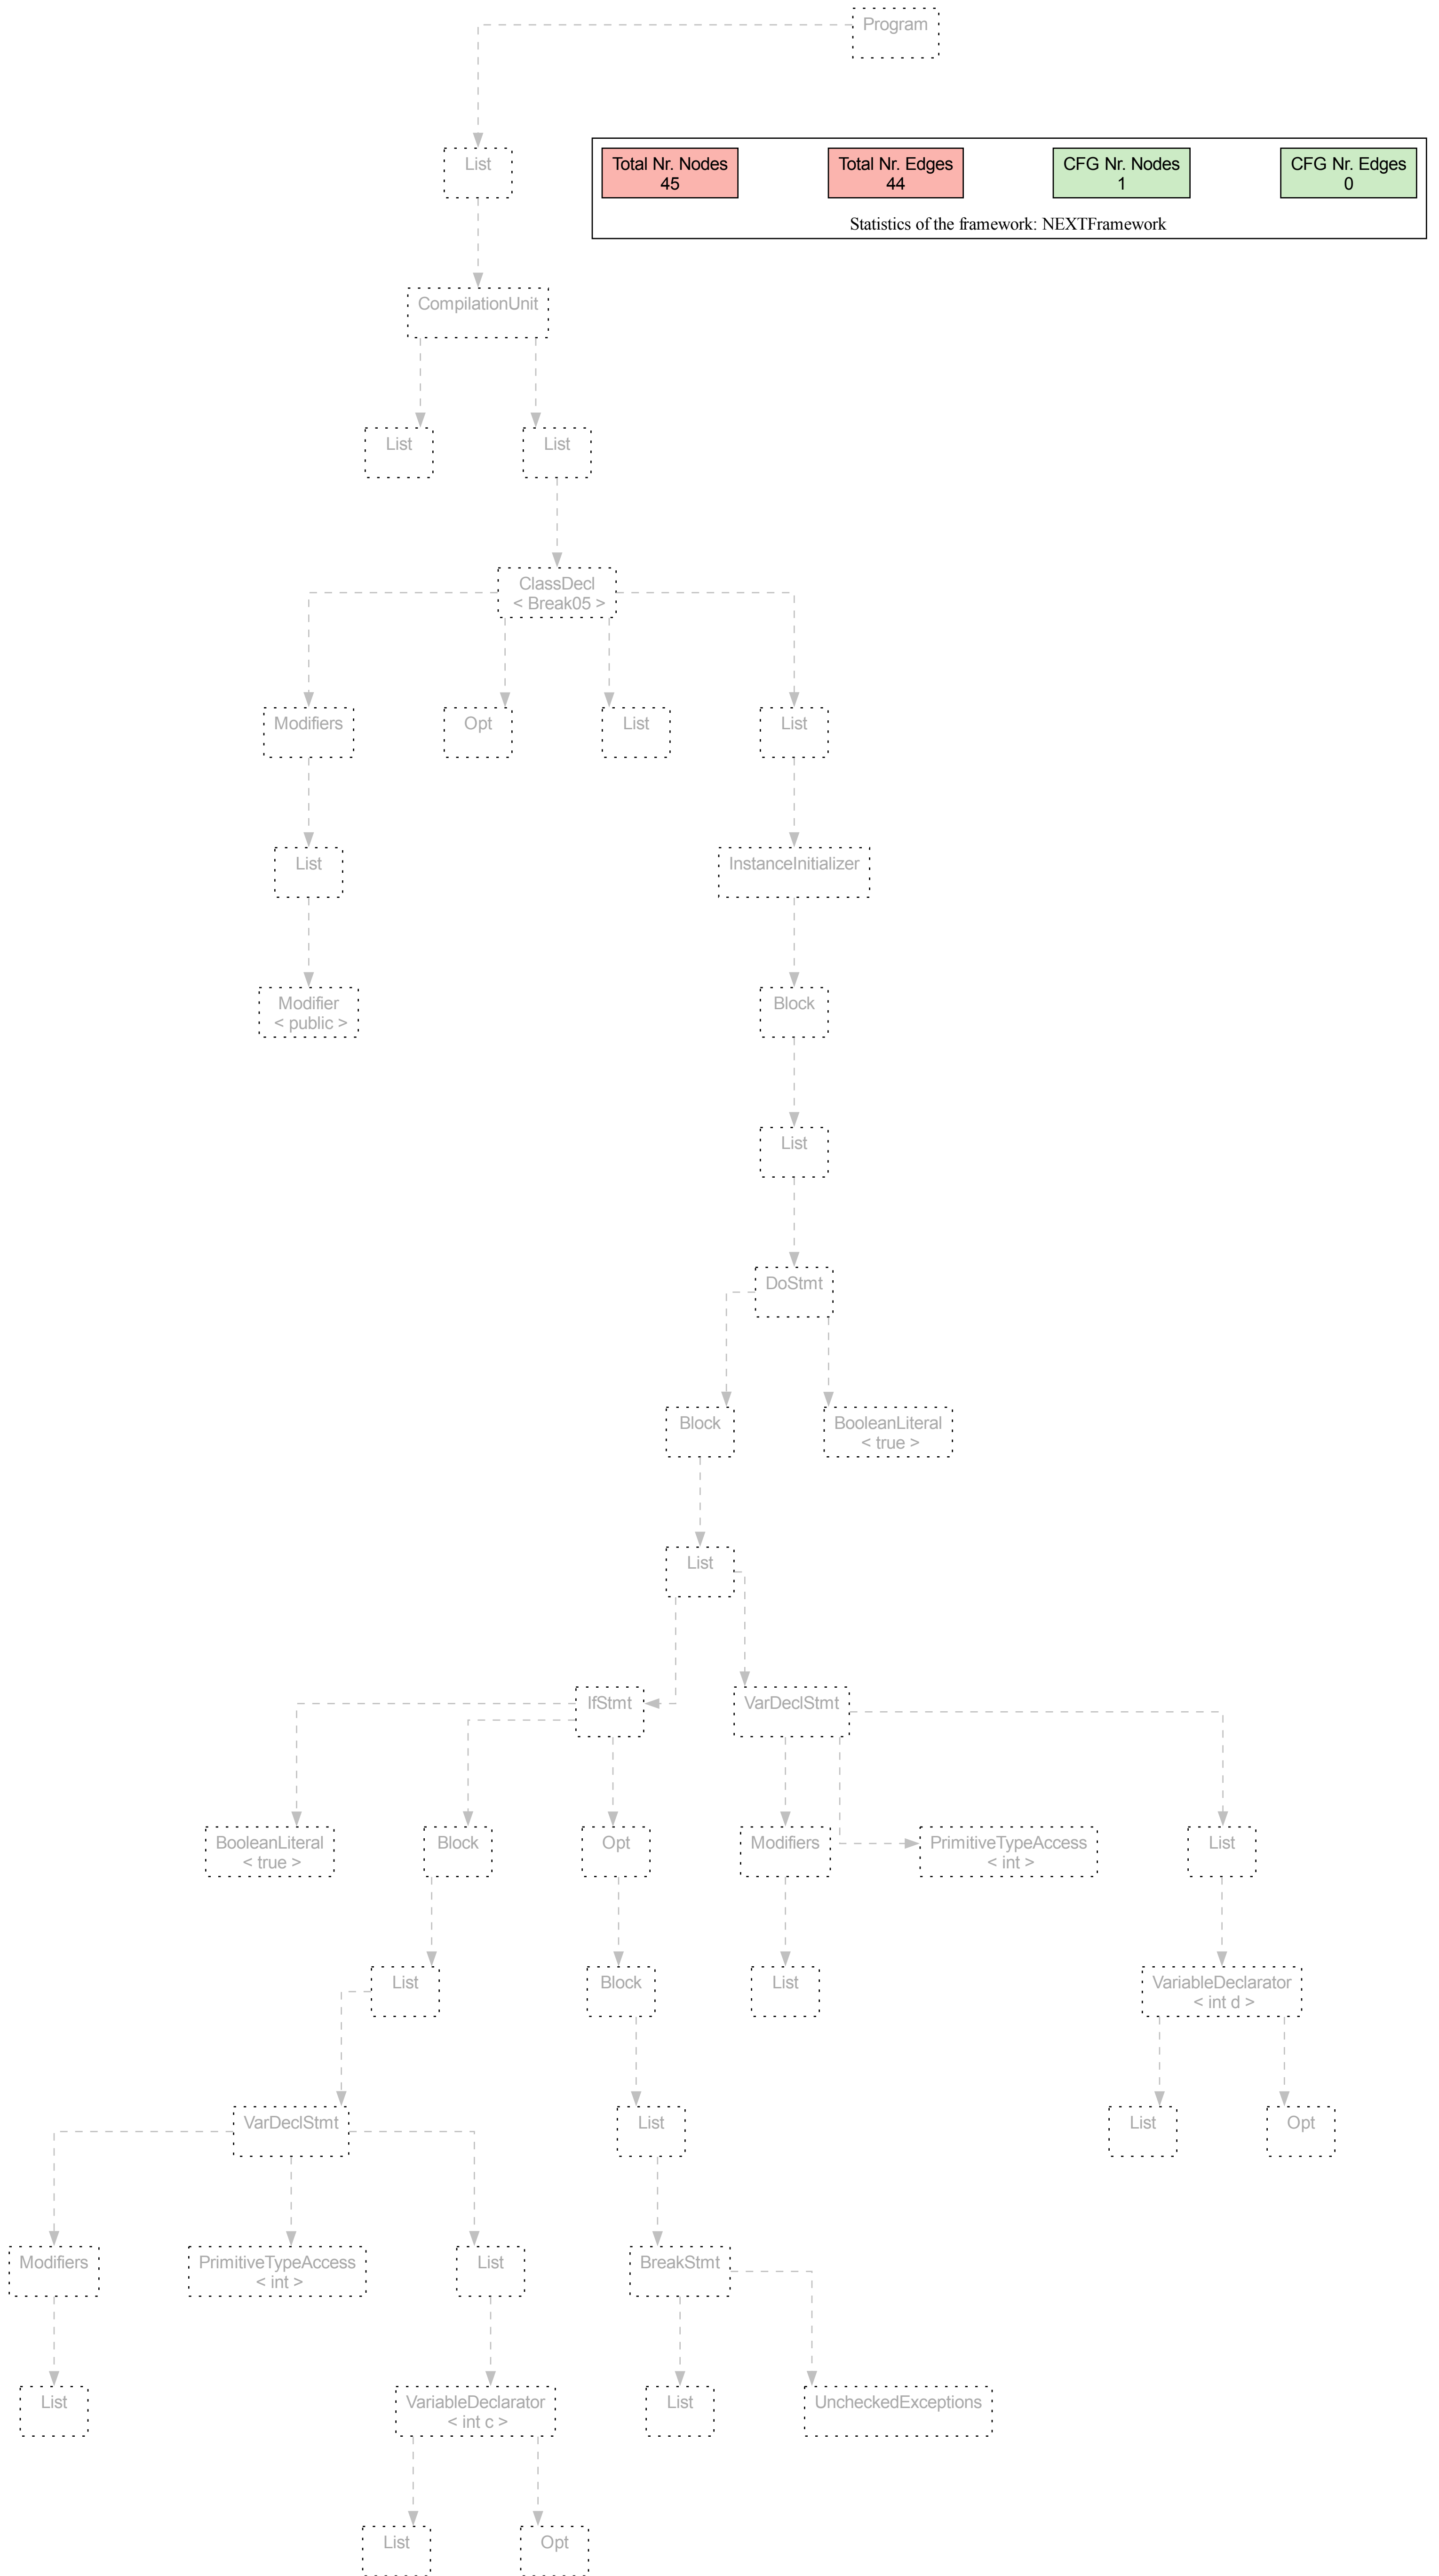 Program
List
Total Nr. Nodes
45
Total Nr. Edges
44
CFG Nr. Nodes
1
CFG Nr. Edges
0
Statistics of the framework: NEXTFramework
CompilationUnit
List
List
ClassDecl
< Break05 >
Modifiers
Opt
List
List
List
InstanceInitializer
Modifier
< public >
Block
List
DoStmt
Block
BooleanLiteral
< true >
List
IfStmt
VarDeclStmt
BooleanLiteral
< true >
Block
Opt
Modifiers
PrimitiveTypeAccess
< int >
List
List
Block
List
VariableDeclarator
< int d >
VarDeclStmt
List
List
Opt
Modifiers
PrimitiveTypeAccess
< int >
List
BreakStmt
List
VariableDeclarator
< int c >
List
UncheckedExceptions
List
Opt